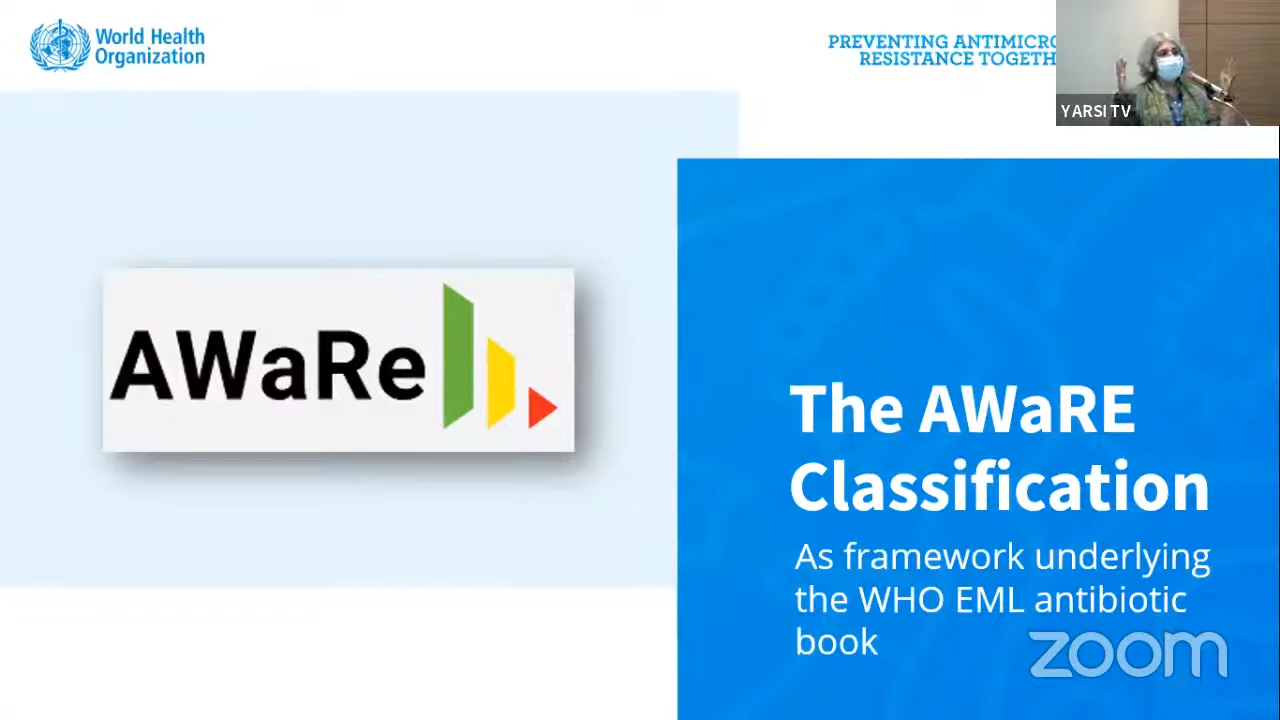 World Health
Organization
PREVENTING ANTIMICRO
RESISTANCE TOGETH
YARSI TV
AWaRe
The AWaRE
Classification
As framework underlying
the WHO EML antibiotic
book
zoom